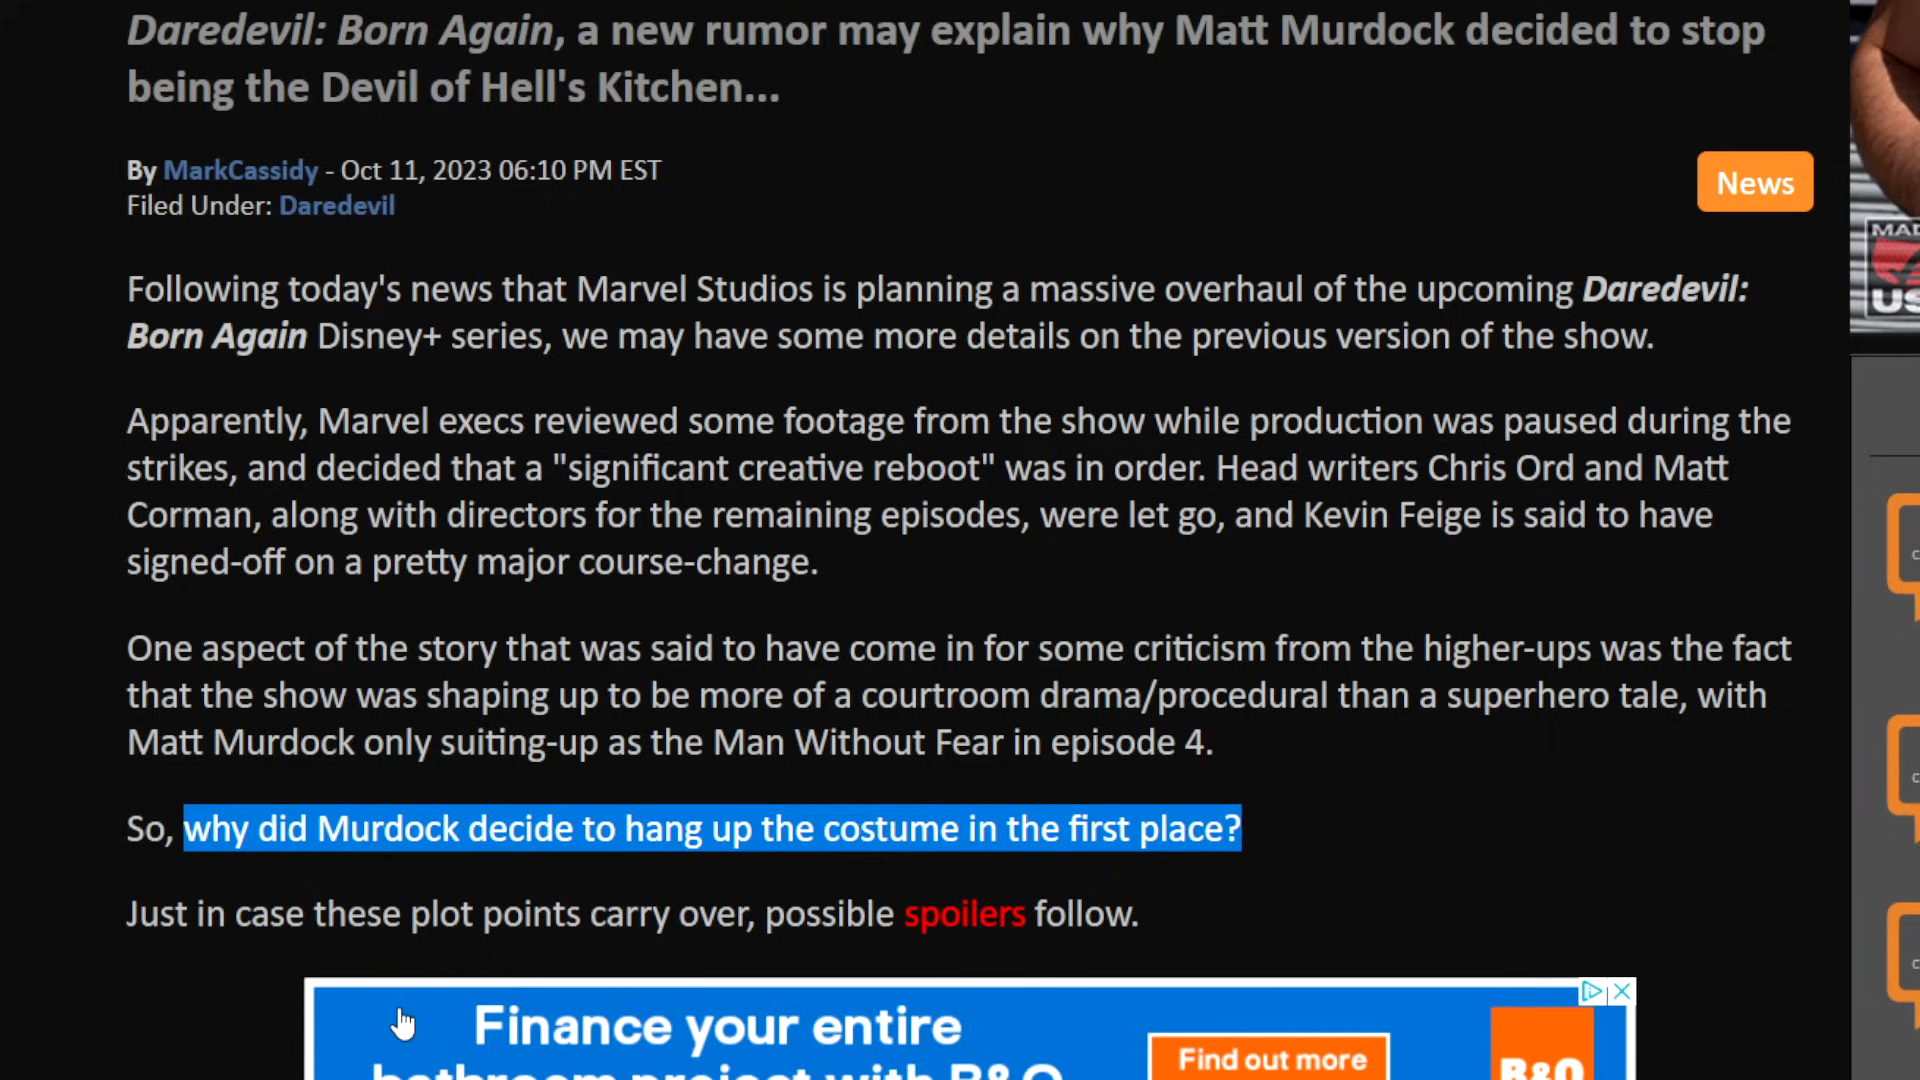 Daredevil: Born Again, a new rumor may explain why Matt Murdock decided to stop
being the Devil of Hell's Kitchen...
By MarkCassidy - Oct 11, 2023 06:10 PM EST
News
Filed Under: Daredevil
Following today's news that Marvel Studios is planning a massive overhaul of the upcoming Daredevil:
Born Again Disney+ series, we may have some more details on the previous version of the show.
Apparently, Marvel execs reviewed some footage from the show while production was paused during the
strikes, and decided that a "significant creative reboot" was in order. Head writers Chris Ord and Matt
Corman, along with directors for the remaining episodes, were let go, and Kevin Feige is said to have
signed-off on a pretty major course-change.
One aspect of the story that was said to have come in for some criticism from the higher-ups was the fact
that the show was shaping up to be more of a courtroom drama/procedural than a superhero tale, with
Matt Murdock only suiting-up as the Man Without Fear in episode 4.
So, why did Murdock decide to hang up the costume in the first place?
Just in case these plot points carry over, possible spoilers follow.
Finance your entire
bathroom project with B&Q
Find out more
B&Q